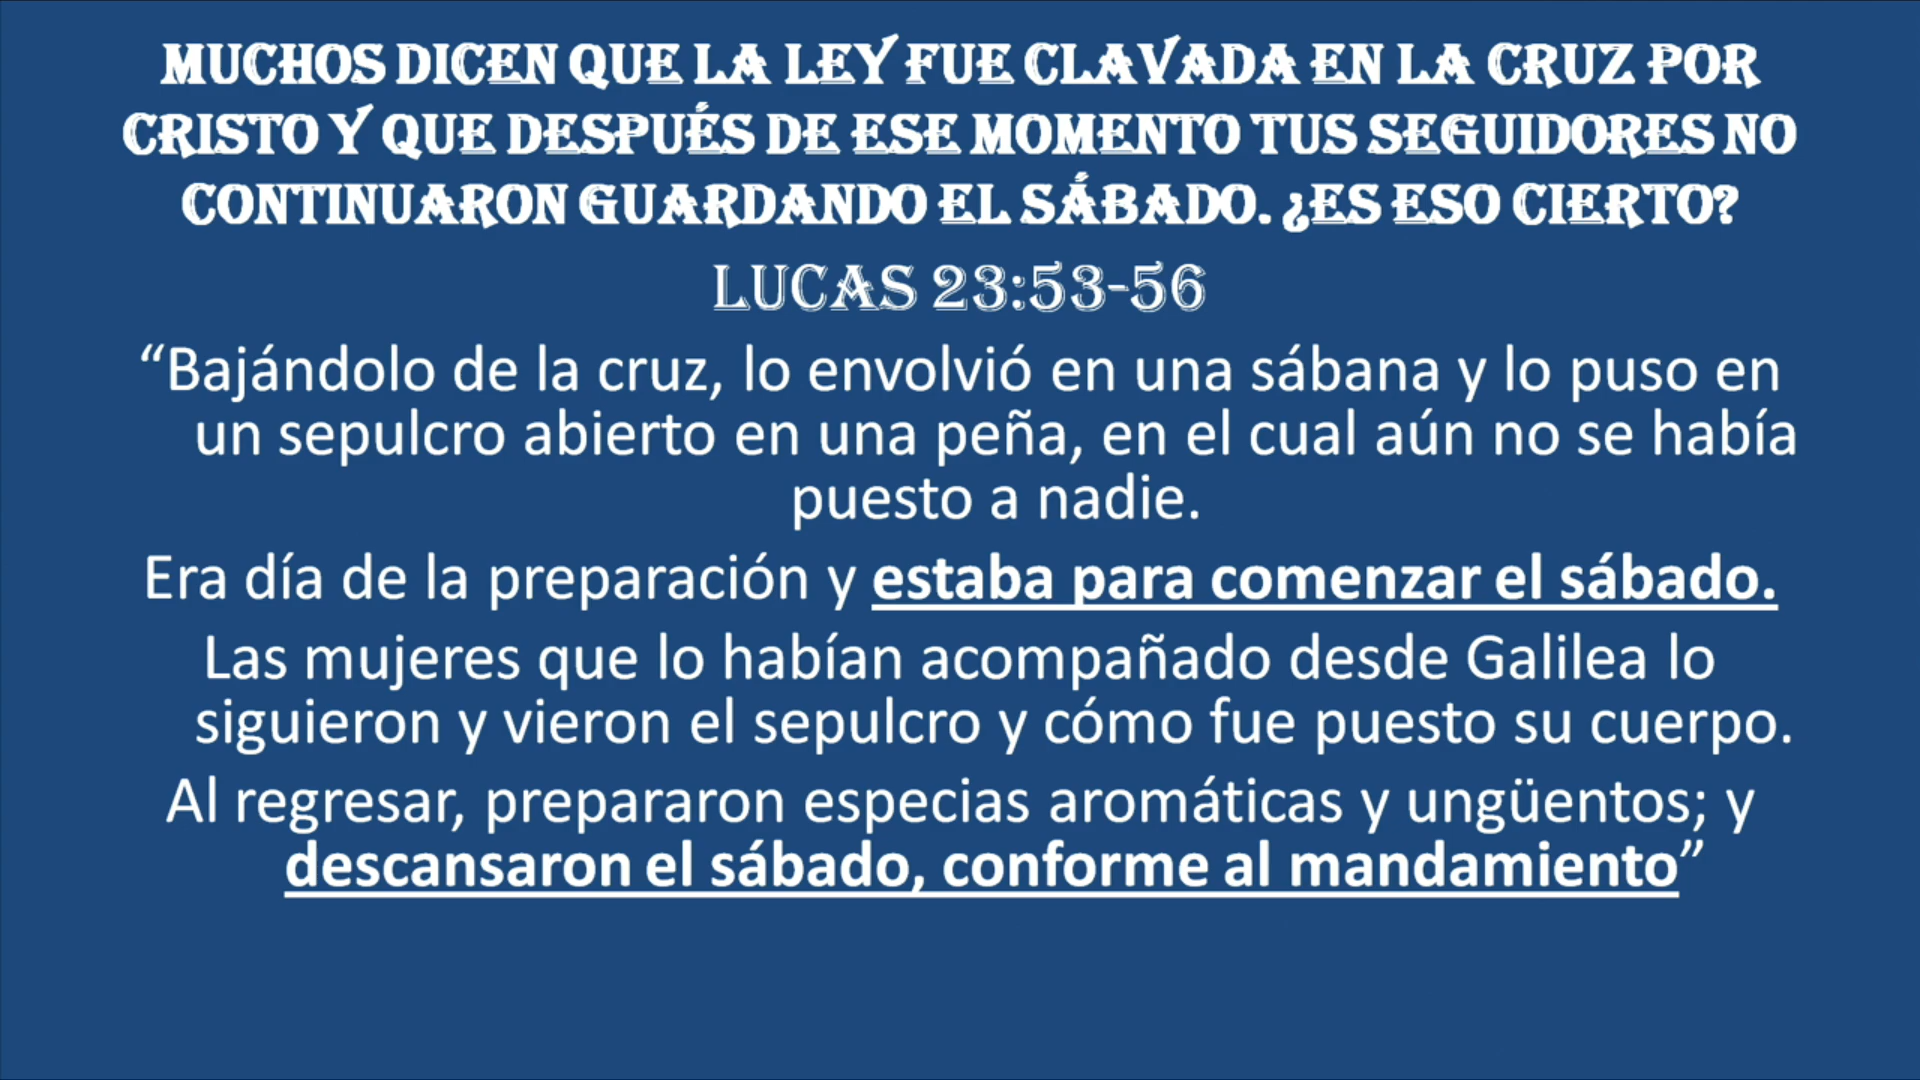 MUCHOS DICEN QUE LA LEY FUE CLAVADA EN LA CRUZ POR
CRISTO Y QUE DESPUÉS DE ESE MOMENTO TUS SEGUIDORES NO
CONTINUARON GUARDANDO EL SÁBADO. ¿ES ESO CIERTO?
LUCAS 23:53-56
“Bajándolo de la cruz, lo envolvió en una sábana y lo puso en
un sepulcro abierto en una peña, en el cual aún no se había
puesto a nadie.
Era día de la preparación y estaba para comenzar el sábado.
Las mujeres que lo habían acompañado desde Galilea lo
siguieron y vieron el sepulcro y cómo fue puesto su cuerpo.
Al regresar, prepararon especias aromáticas y ungüentos; y
descansaron el sábado, conforme al mandamiento”